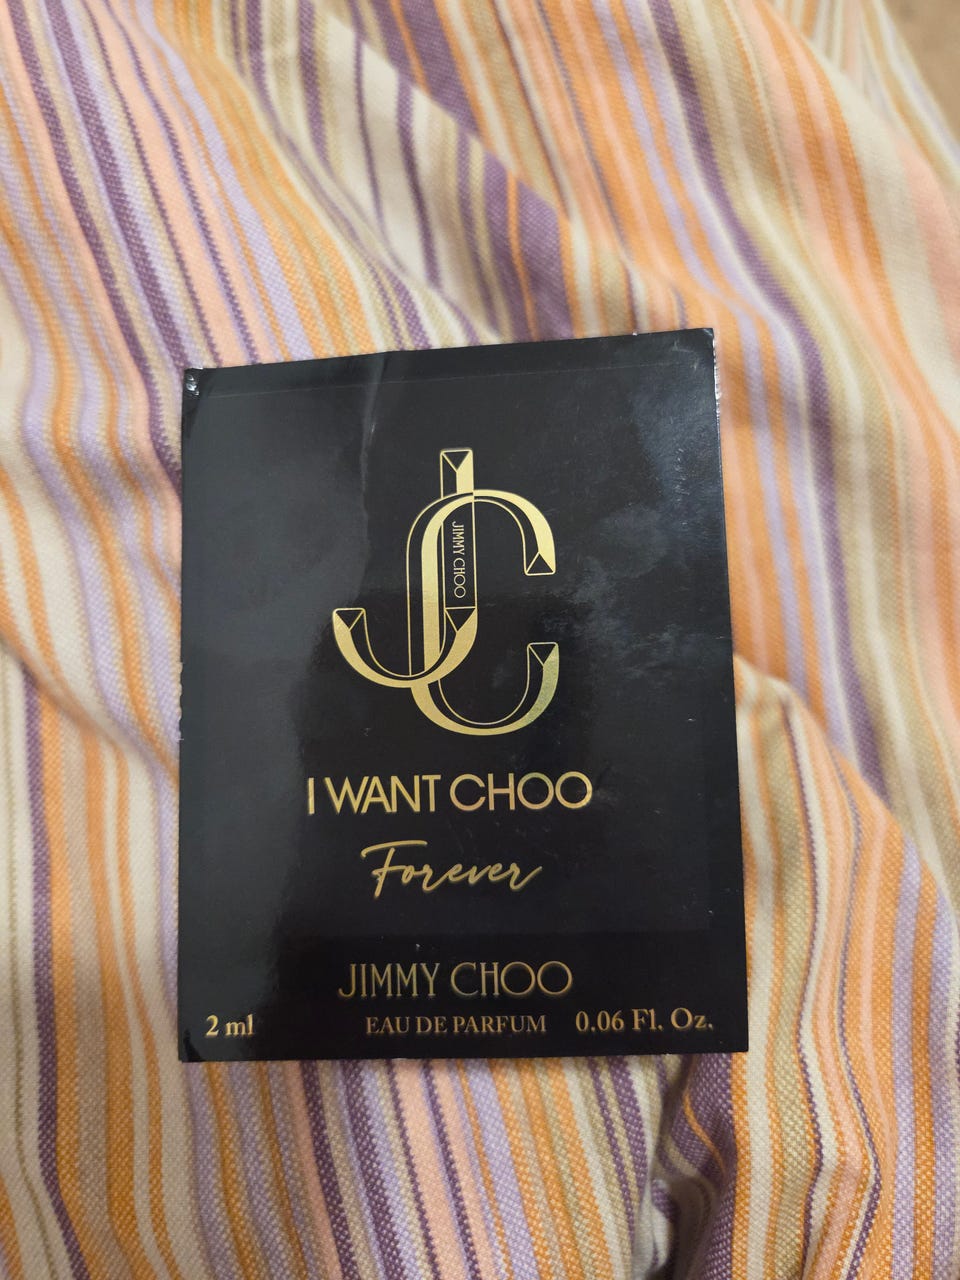 JIMMY CHOO
I WANT CHOO
Forever
JIMMY CHOO
2 ml EAU DE PARFUM 0.06 Fl. Oz.